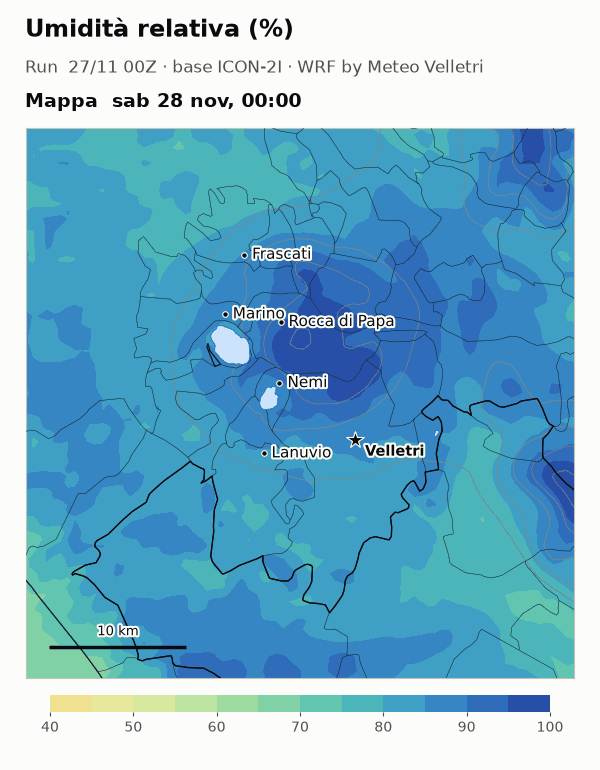 Umidità relativa (%)
Run  27/11 00Z · base ICON-2I · WRF by Meteo Velletri
Mappa  sab 28 nov, 00:00
Frascati
Marino
Rocca di Papa
Nemi
Velletri
Lanuvio
10 km
40 50 60 70 80 90 100